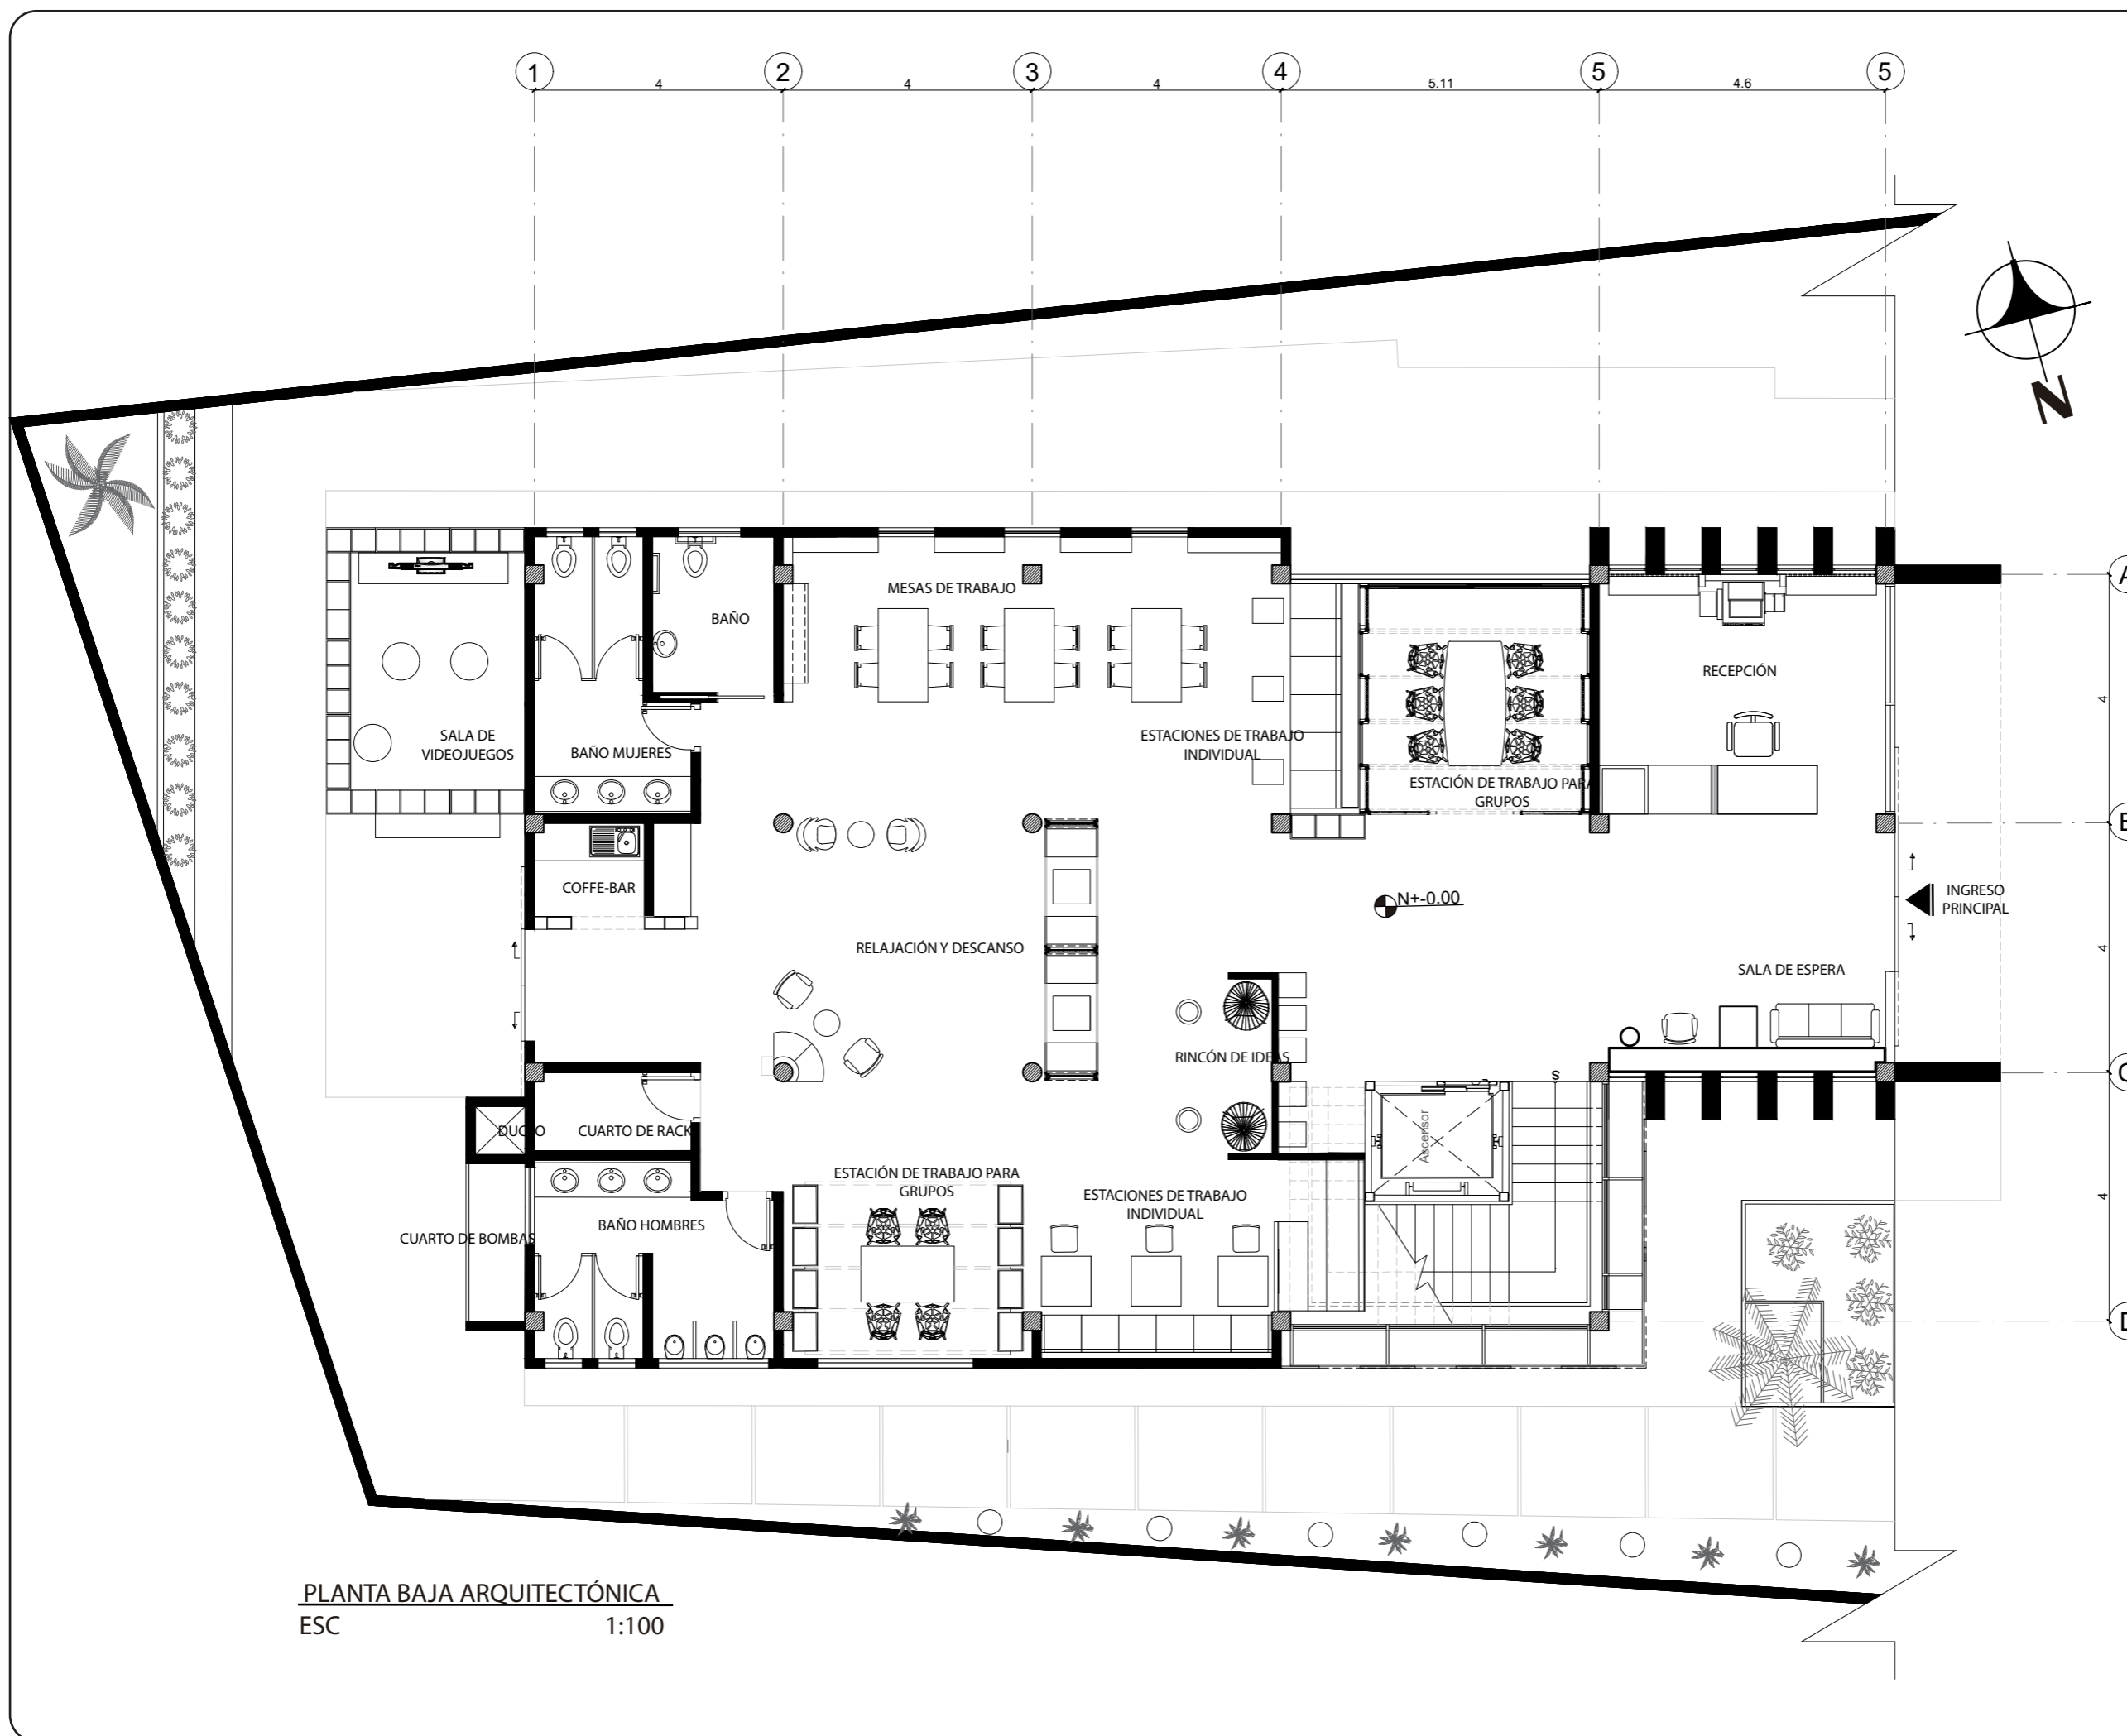 1 2 3 4 5 5
4 4 4 5.11 4.6
N
A
MESAS DE TRABAJO
BAÑO
RECEPCIÓN
4
SALA DE
VIDEOJUEGOS
BAÑO MUJERES
ESTACIONES DE TRABAJO
INDIVIDUAL
ESTACIÓN DE TRABAJO PARA
GRUPOS
B
COFFE-BAR
N+-0.00
INGRESO
PRINCIPAL
RELAJACIÓN Y DESCANSO
4
SALA DE ESPERA
RINCÓN DE IDEAS
S
C
Ascensor
DUCTO
CUARTO DE RACK
ESTACIÓN DE TRABAJO PARA
GRUPOS
ESTACIONES DE TRABAJO
INDIVIDUAL
4
BAÑO HOMBRES
CUARTO DE BOMBAS
D
PLANTA BAJA ARQUITECTÓNICA
ESC 1:100